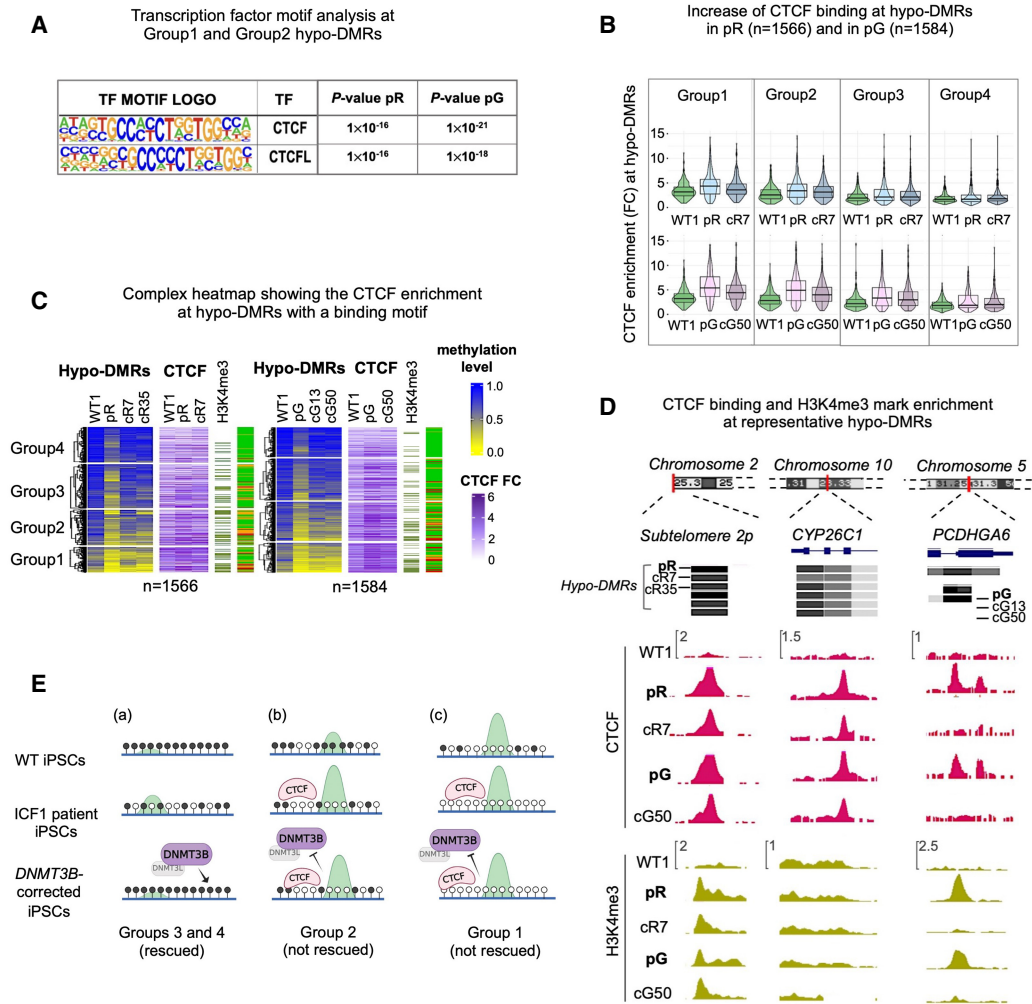 A
Transcription factor motif analysis at
Group1 and Group2 hypo-DMRs
TF MOTIF LOGO TF P-value pR P-value pG
CTCF 1×10-16 1×10-21
CTCFL 1×10-16 1×10-18
B
Increase of CTCF binding at hypo-DMRs
in pR (n=1566) and in pG (n=1584)
CTCF enrichment (FC) at hypo-DMRs
Group1 Group2 Group3 Group4
15
10
5
0
WT1 pR cR7 WT1 pR cR7 WT1 pR cR7 WT1 pR cR7
15
10
5
0
WT1 pG cG50 WT1 pG cG50 WT1 pG cG50 WT1 pG cG50
C
Complex heatmap showing the CTCF enrichment
at hypo-DMRs with a binding motif
Hypo-DMRs CTCF H3K4me3 Hypo-DMRs CTCF H3K4me3
WT1 pR cR7 cR35 WT1 pR cR7 WT1 pG cG13 cG50 WT1 pG cG50
Group4
Group3
Group2
Group1
n=1566 n=1584
methylation
level
1.0
0.5
0.0
CTCF FC
6
4
2
0
D
CTCF binding and H3K4me3 mark enrichment
at representative hypo-DMRs
Chromosome 2 Chromosome 10 Chromosome 5
25.3 25
Subtelomere 2p CYP26C1 PCDHGA6
Hypo-DMRs
pR
cR7
cR35
pG
cG13
cG50
CTCF
2 1.5 1
WT1
pR
cR7
pG
cG50
H3K4me3
2 1 2.5
WT1
pR
cR7
pG
cG50
E
(a) (b) (c)
WT iPSCs
ICF1 patient
iPSCs
CTCF CTCF
DNMT3B-
corrected
iPSCs
DNMT3B DNMT3B DNMT3B
DNMT3L DNMT3L DNMT3L
CTCF CTCF
Groups 3 and 4
(rescued)
Group 2
(not rescued)
Group 1
(not rescued)